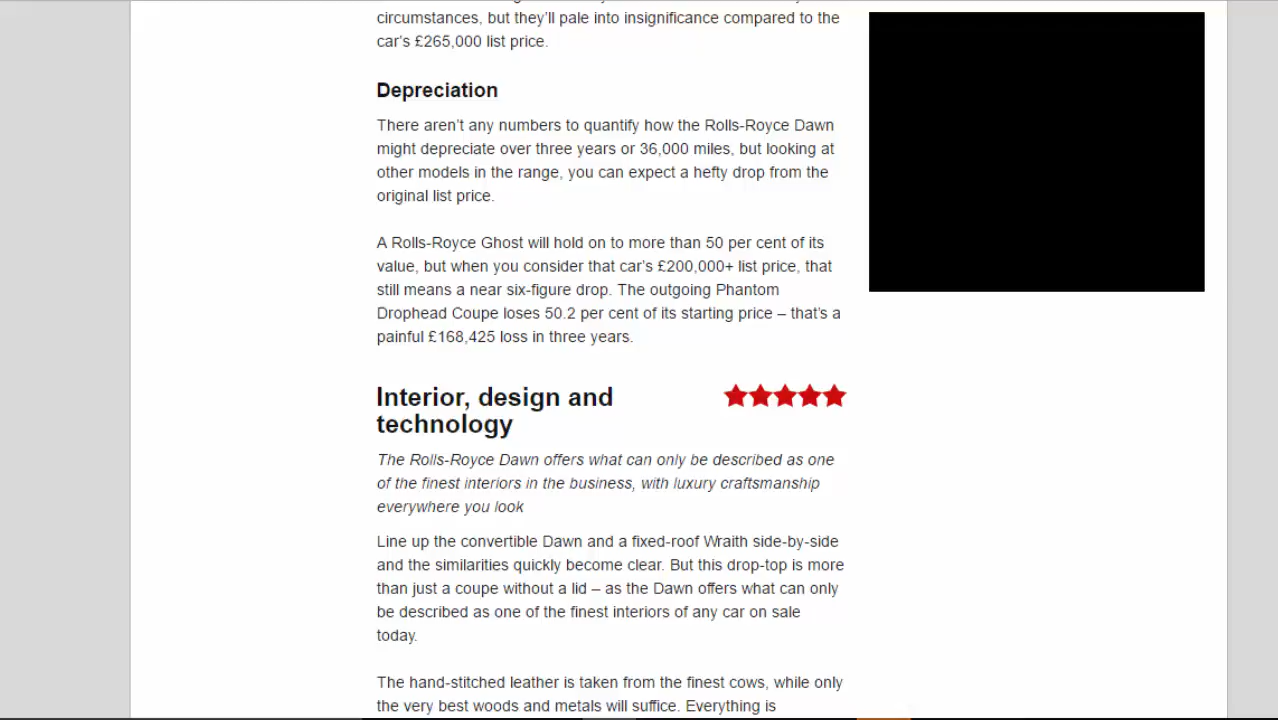 circumstances, but they'll pale into insignificance compared to the
car's £265,000 list price.
Depreciation
There aren't any numbers to quantify how the Rolls-Royce Dawn
might depreciate over three years or 36,000 miles, but looking at
other models in the range, you can expect a hefty drop from the
original list price.
A Rolls-Royce Ghost will hold on to more than 50 per cent of its
value, but when you consider that car's £200,000+ list price, that
still means a near six-figure drop. The outgoing Phantom
Drophead Coupe loses 50.2 per cent of its starting price – that's a
painful £168,425 loss in three years.
Interior, design and
technology
The Rolls-Royce Dawn offers what can only be described as one
of the finest interiors in the business, with luxury craftsmanship
everywhere you look
Line up the convertible Dawn and a fixed-roof Wraith side-by-side
and the similarities quickly become clear. But this drop-top is more
than just a coupe without a lid – as the Dawn offers what can only
be described as one of the finest interiors of any car on sale
today.
The hand-stitched leather is taken from the finest cows, while only
the very best woods and metals will suffice. Everything is